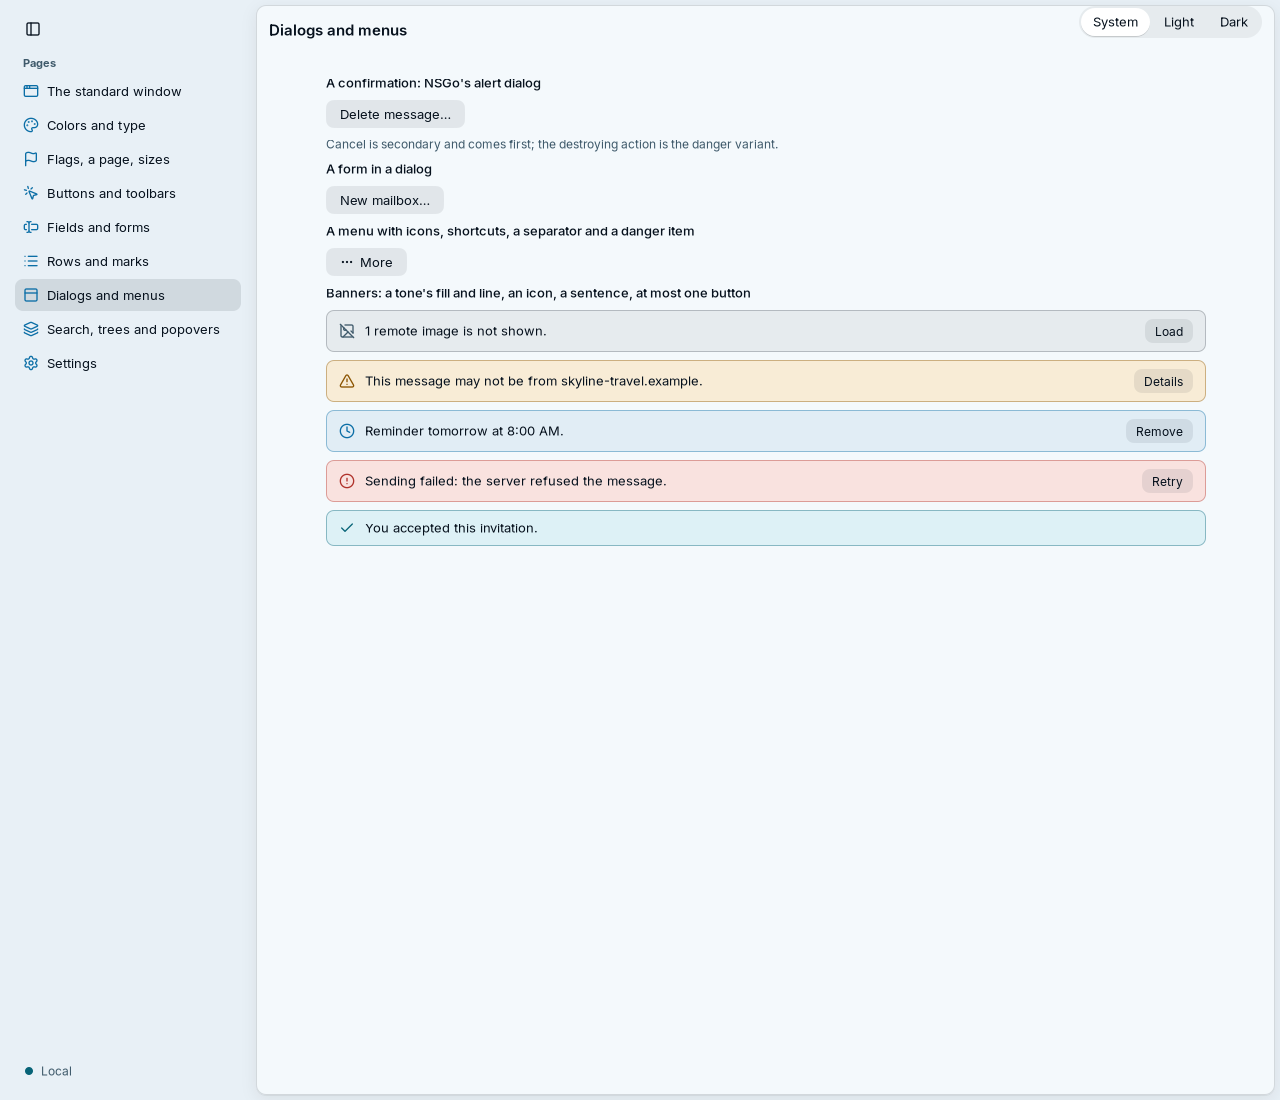 Dialogs and menus
System
Light
Dark
Pages
The standard window
Colors and type
Flags, a page, sizes
Buttons and toolbars
Fields and forms
Rows and marks
Dialogs and menus
Search, trees and popovers
Settings
Local
A confirmation: NSGo's alert dialog
Delete message...
Cancel is secondary and comes first; the destroying action is the danger variant.
A form in a dialog
New mailbox...
A menu with icons, shortcuts, a separator and a danger item
More
Banners: a tone's fill and line, an icon, a sentence, at most one button
1 remote image is not shown.
Load
This message may not be from skyline-travel.example.
Details
Reminder tomorrow at 8:00 AM.
Remove
Sending failed: the server refused the message.
Retry
You accepted this invitation.